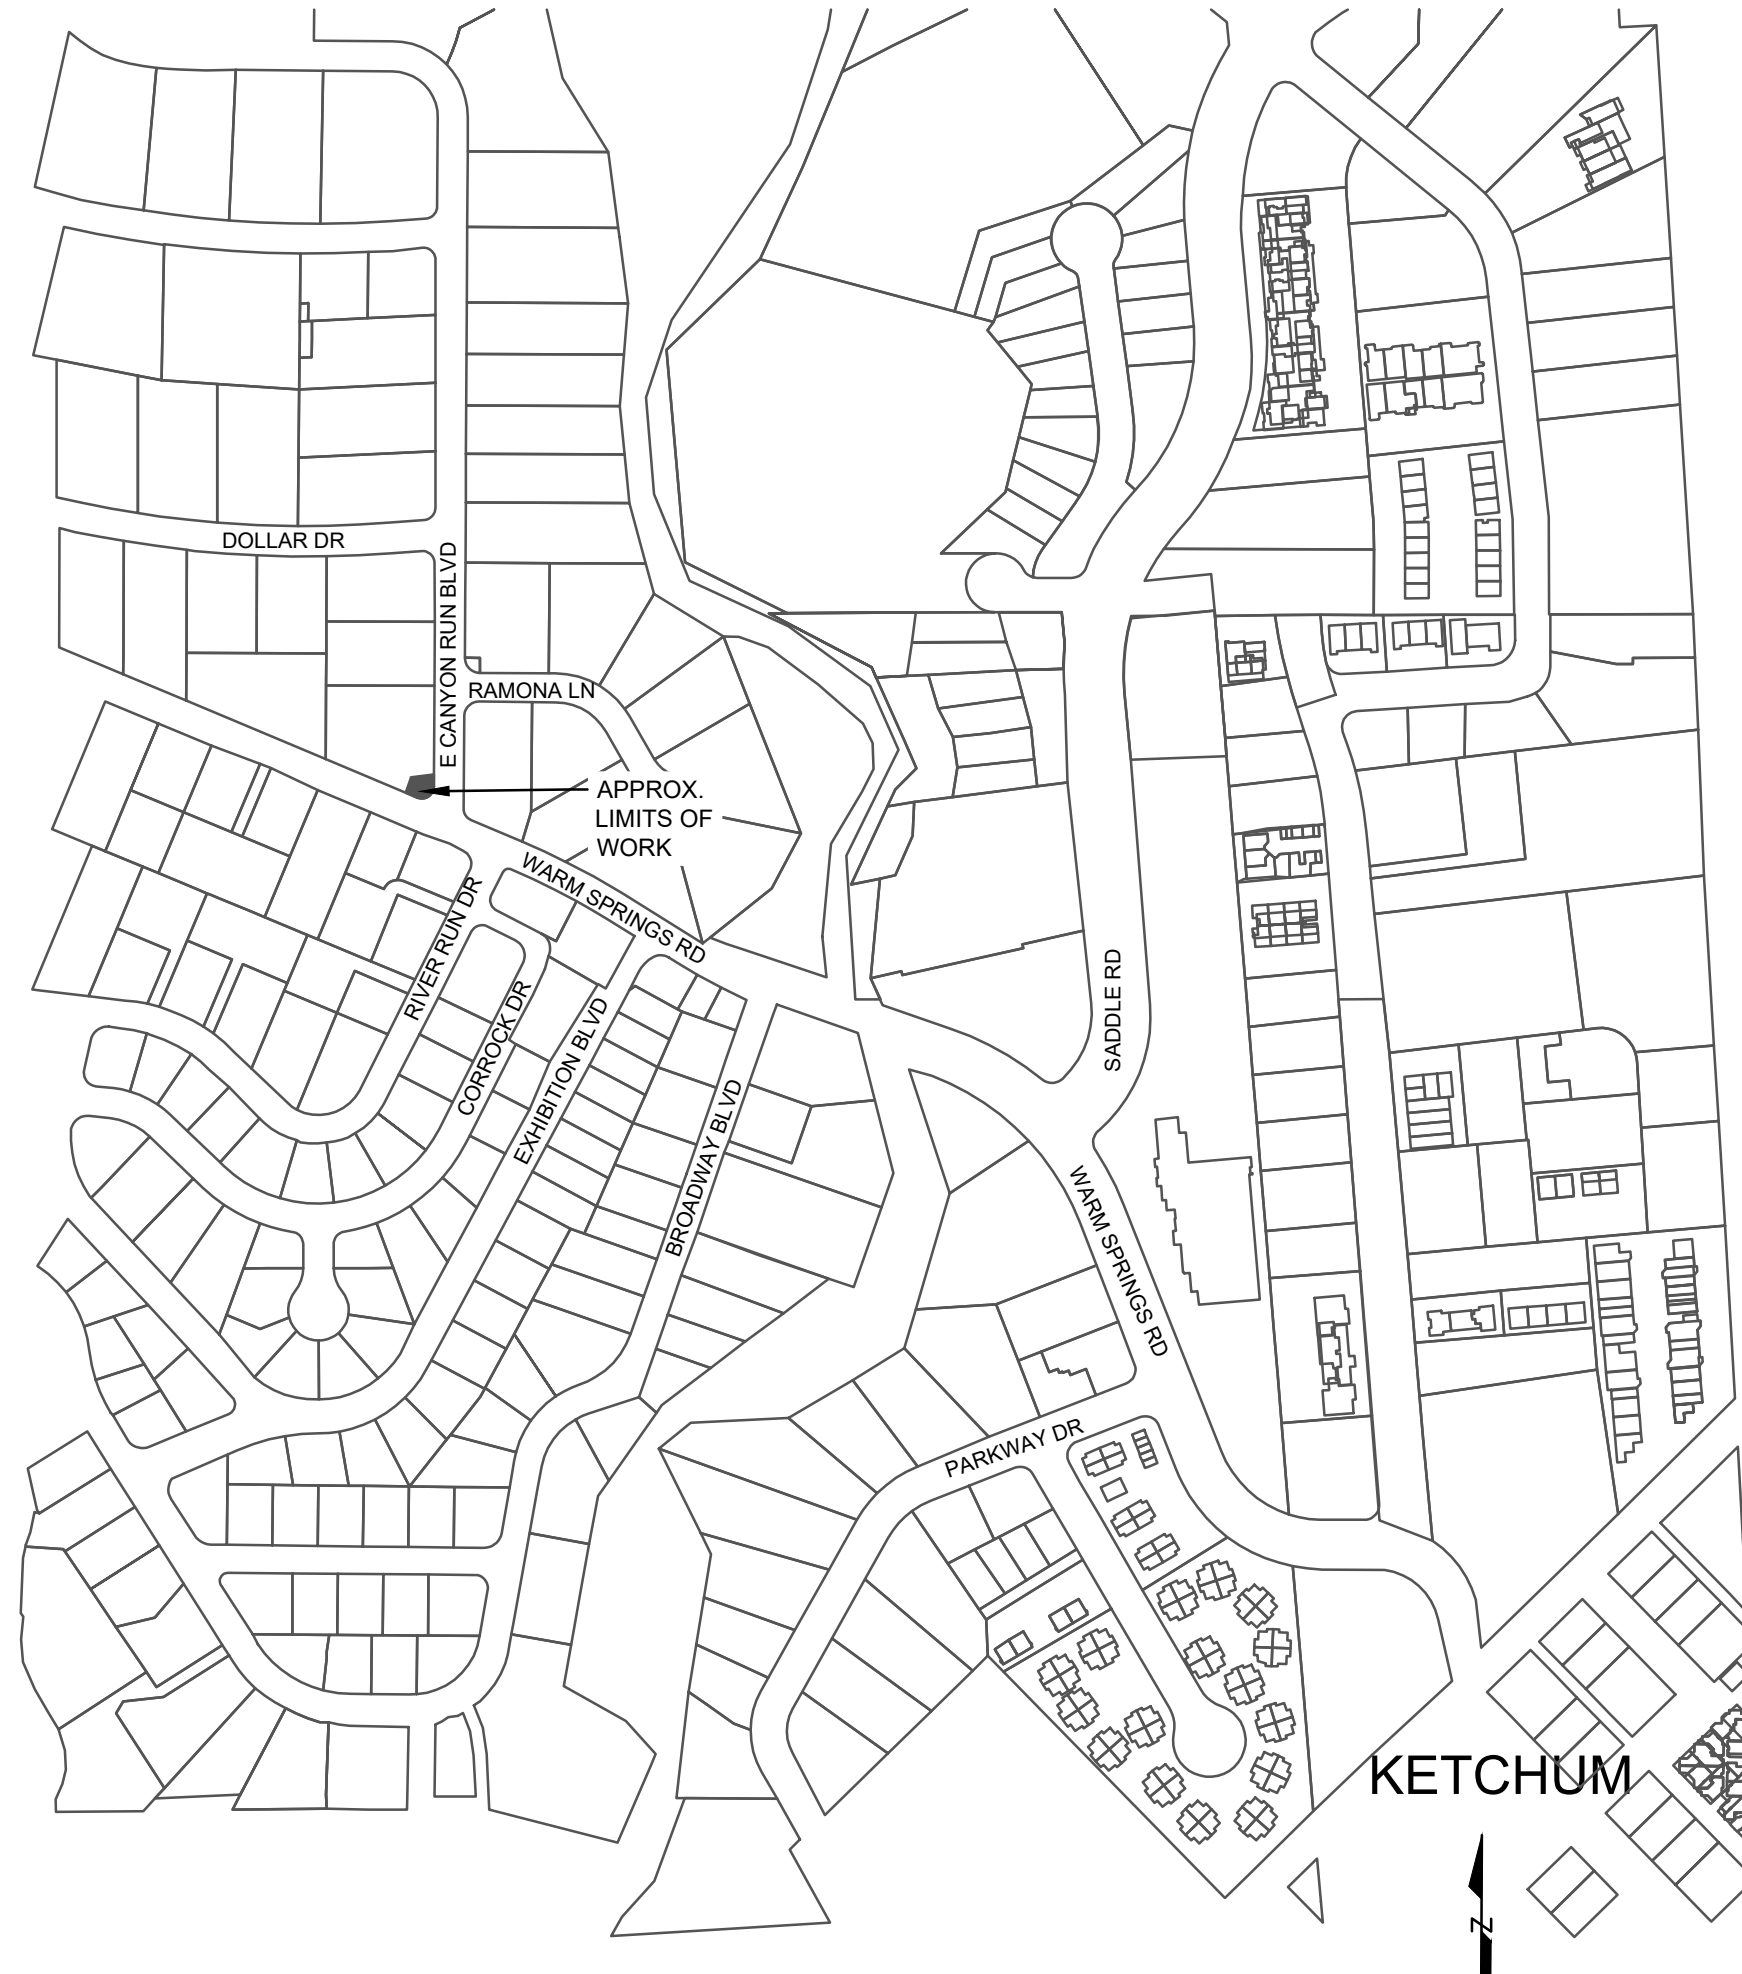 DOLLAR DR
E CANYON RUN BLVD
RAMONA LN
APPROX.
LIMITS OF
WORK
WARM SPRINGS RD
RIVER RUN DR
CORROCK DR
EXHIBITION BLVD
BROADWAY BLVD
SADDLE RD
WARM SPRINGS RD
PARKWAY DR
KETCHUM
N